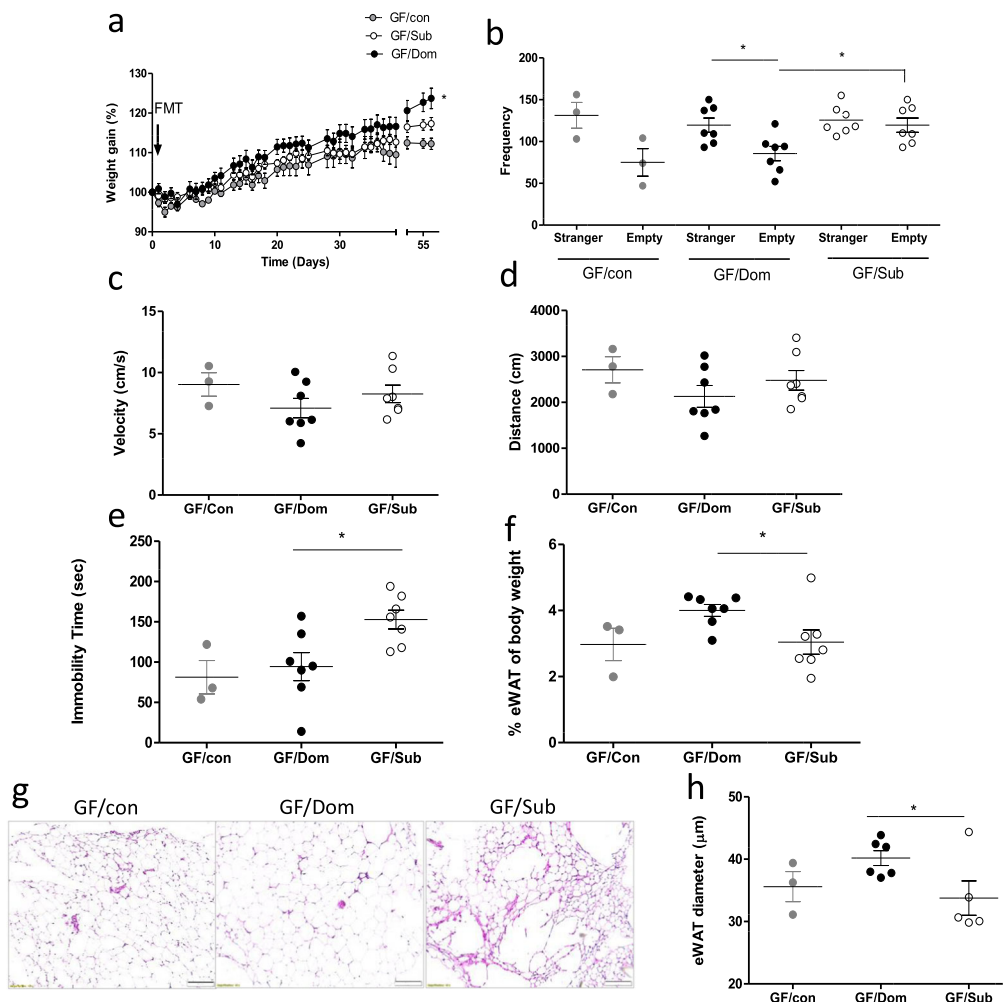 a
GF/con
GF/Sub
GF/Dom
Weight gain (%)
130
120
110
100
90
FMT
*
0 10 20 30 55
Time (Days)
b
Frequency
200
150
100
50
0
* *
Stranger Empty Stranger Empty Stranger Empty
GF/con GF/Dom GF/Sub
c
Velocity (cm/s)
15
10
5
0
GF/Con GF/Dom GF/Sub
d
Distance (cm)
4000
3000
2000
1000
0
GF/Con GF/Dom GF/Sub
e
Immobility Time (sec)
250
200
150
100
50
0
*
GF/Con GF/Dom GF/Sub
f
% eWAT of body weight
6
4
2
0
*
GF/Con GF/Dom GF/Sub
g
GF/con GF/Dom GF/Sub
h
eWAT diameter (μm)
50
40
30
20
*
GF/con GF/Dom GF/Sub